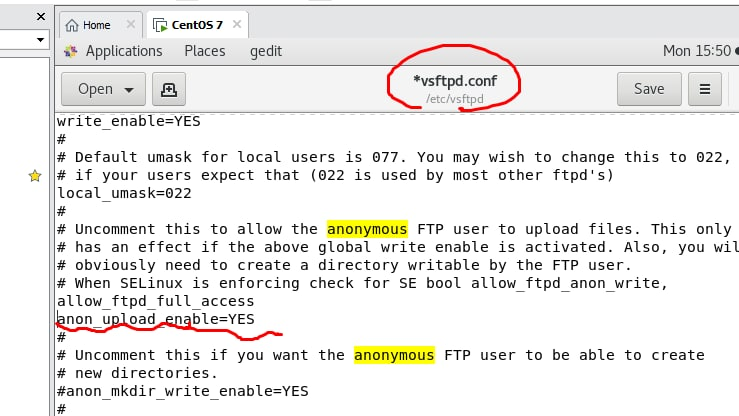 Home
CentOS 7
Applications Places gedit Mon 15:50
Open
*vsftpd.conf
/etc/vsftpd
Save
write_enable=YES
#
# Default umask for local users is 077. You may wish to change this to 022,
# if your users expect that (022 is used by most other ftpd's)
local_umask=022
#
# Uncomment this to allow the anonymous FTP user to upload files. This only
# has an effect if the above global write enable is activated. Also, you wil
# obviously need to create a directory writable by the FTP user.
# When SELinux is enforcing check for SE bool allow_ftpd_anon_write,
allow_ftpd_full_access
anon_upload_enable=YES
#
# Uncomment this if you want the anonymous FTP user to be able to create
# new directories.
#anon_mkdir_write_enable=YES
#